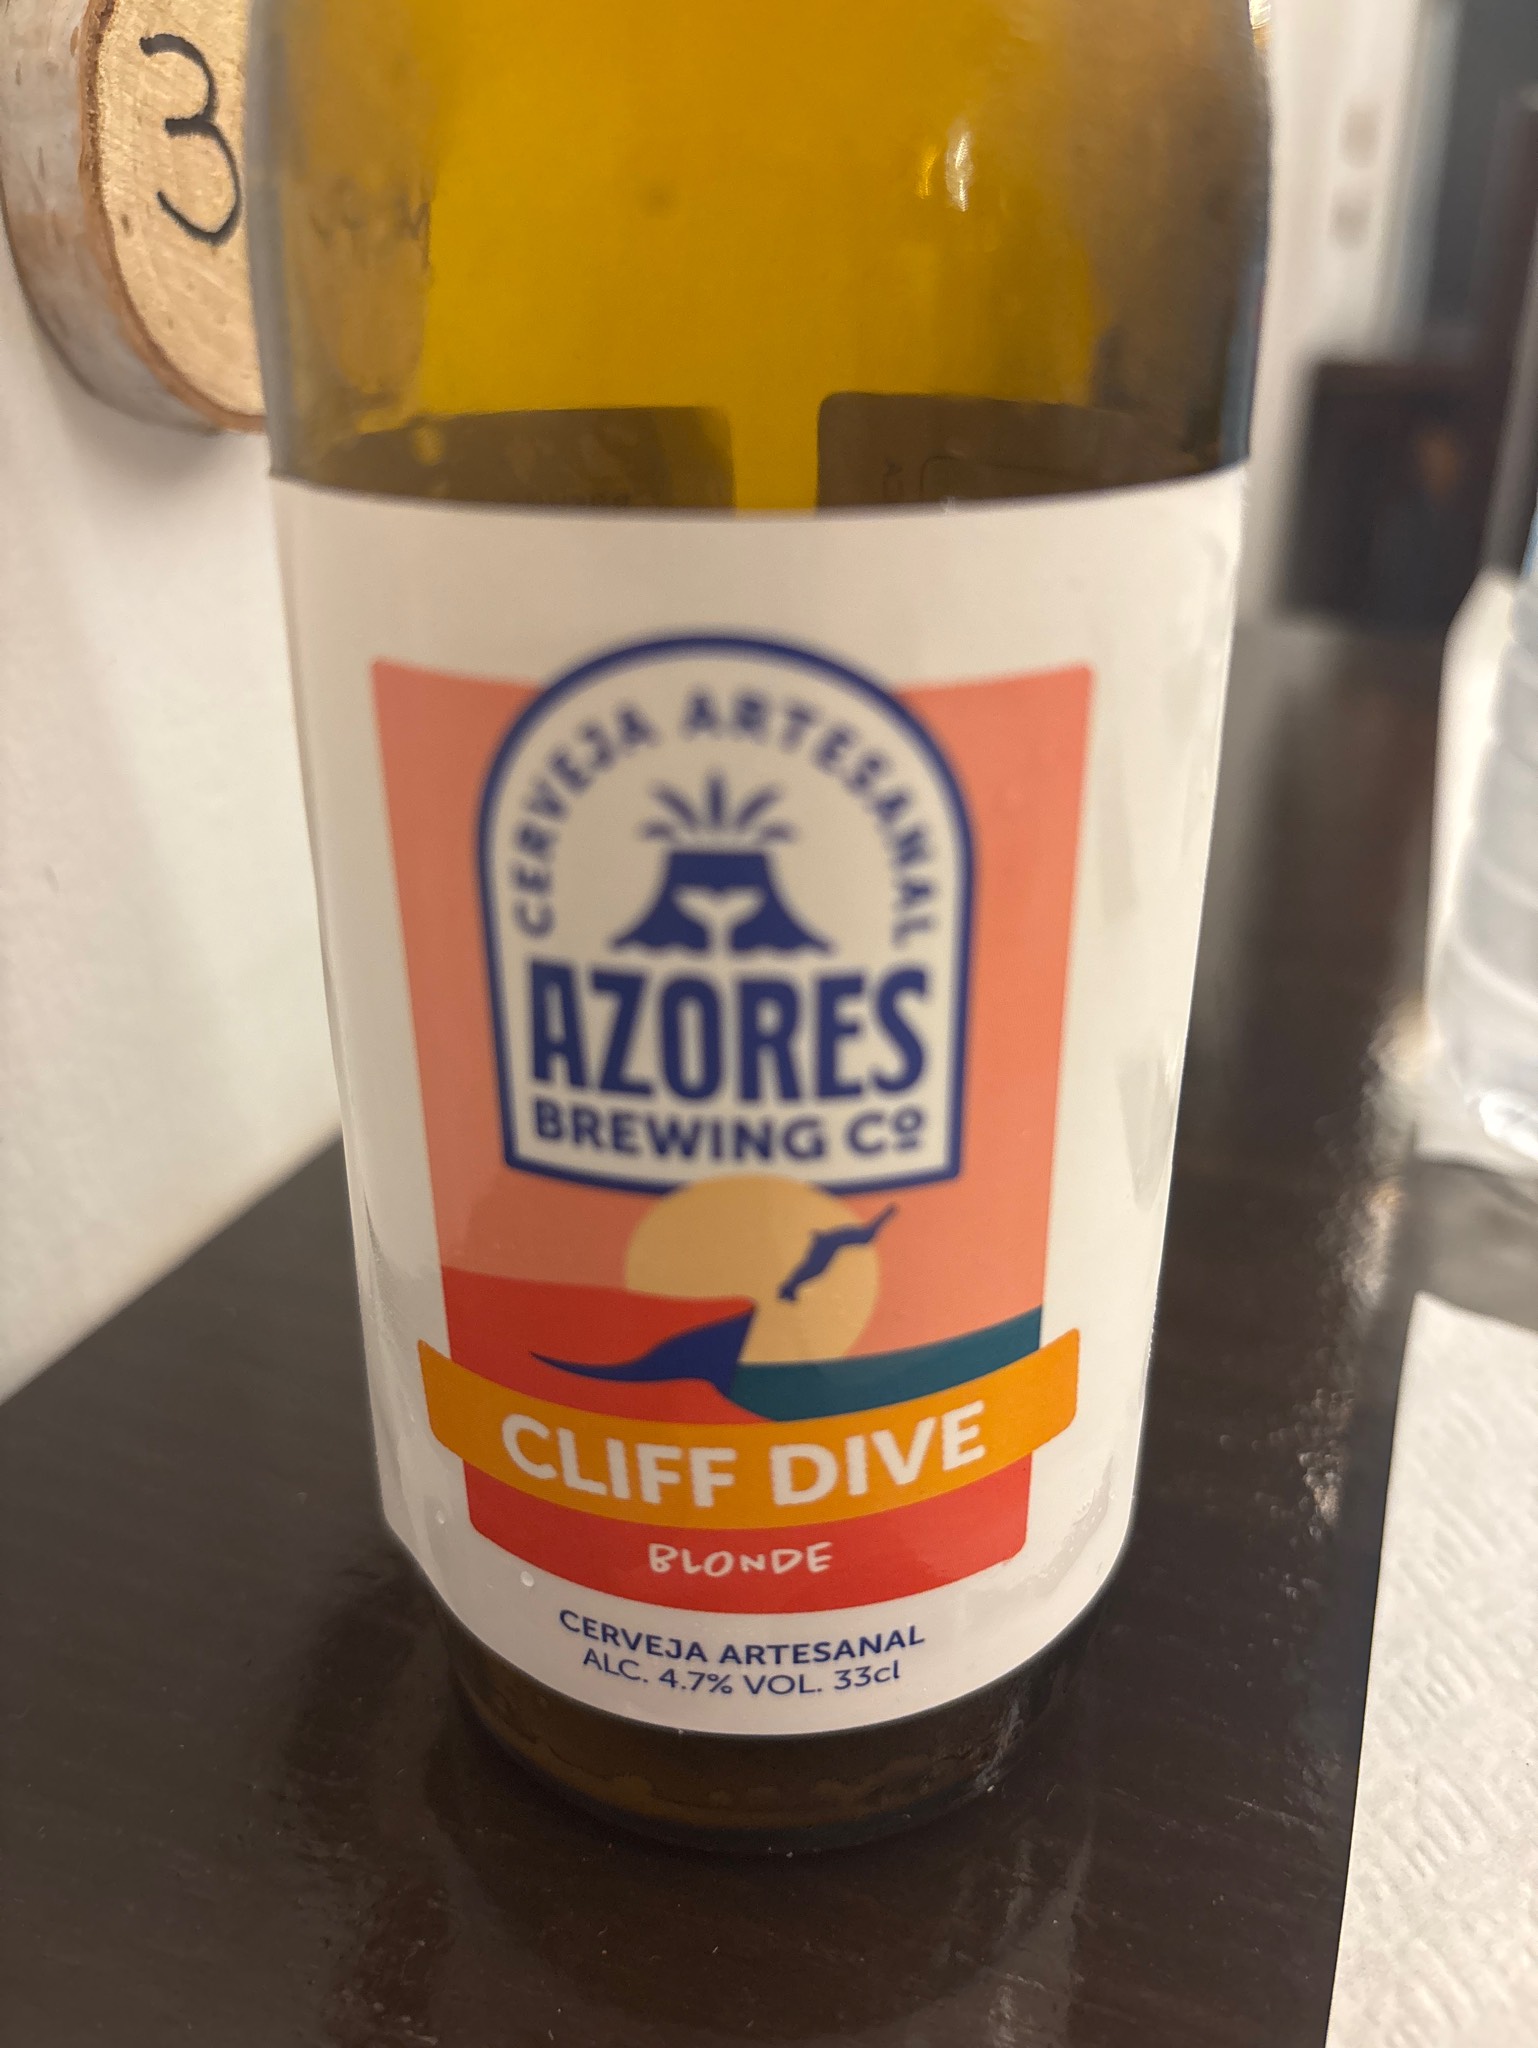 3
CERVEJA ARTESANAL
AZORES
BREWING Cº
CLIFF DIVE
BLONDE
CERVEJA ARTESANAL
ALC. 4.7% VOL. 33cl